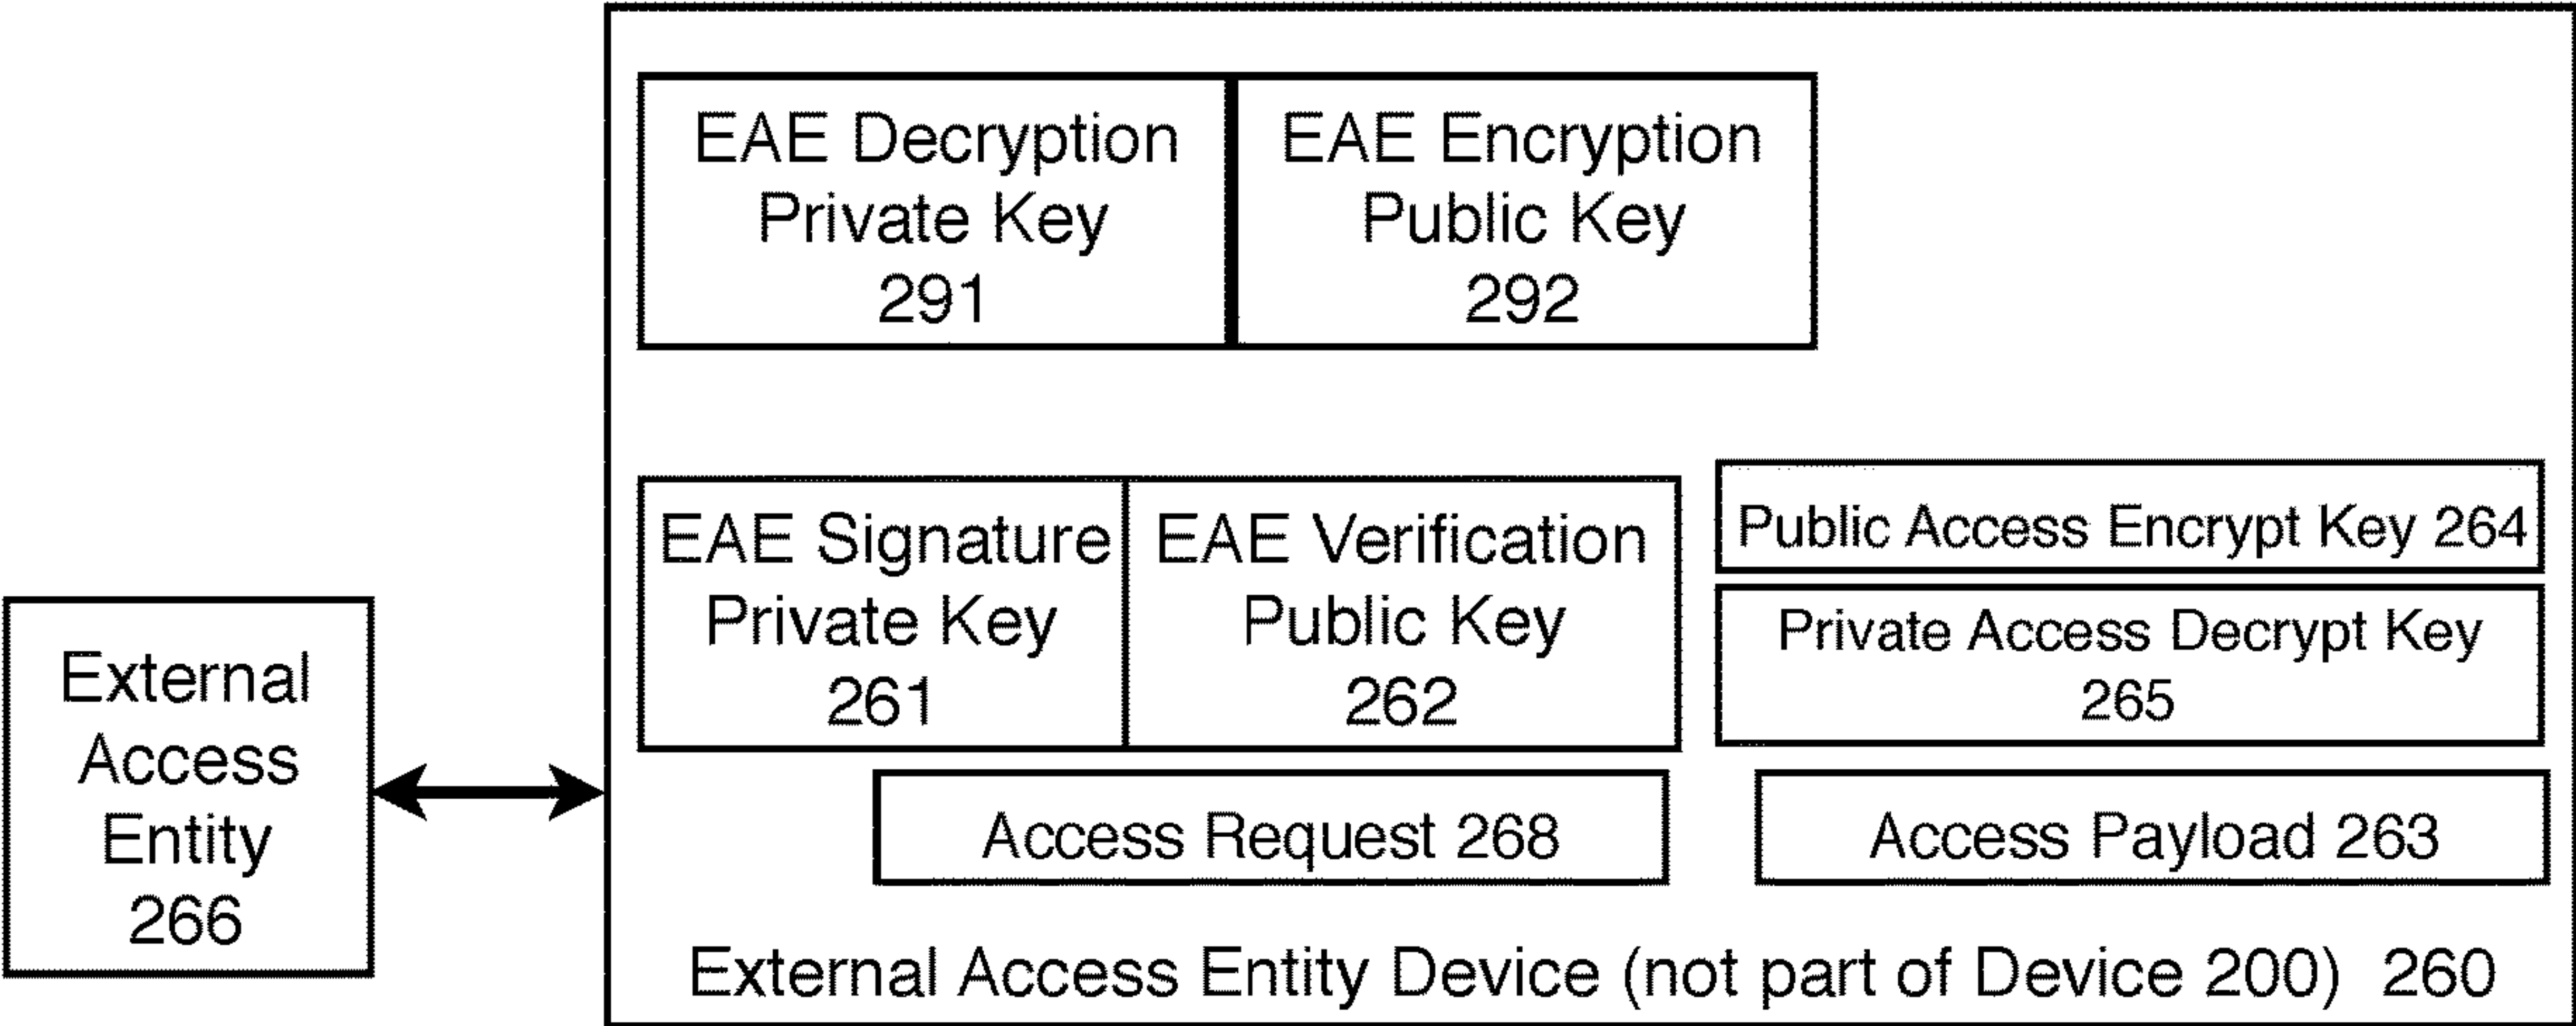 EAE Decryption
Private Key
291
EAE Encryption
Public Key
292
EAE Signature
Private Key
261
EAE Verification
Public Key
262
Public Access Encrypt Key 264
Private Access Decrypt Key
265
External
Access
Entity
266
Access Request 268
Access Payload 263
External Access Entity Device (not part of Device 200) 260